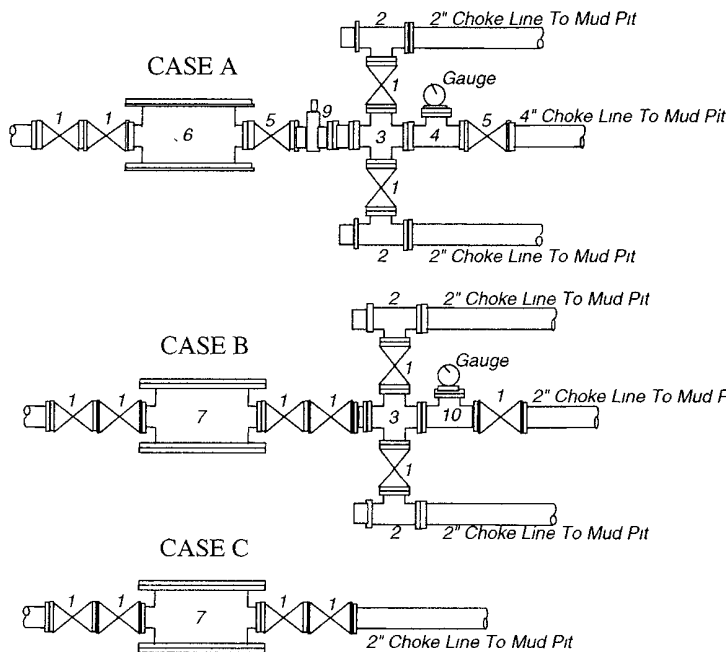 2
2" Choke Line To Mud Pit
CASE A
1
Gauge
9
1
1
6
5
3
4
5
4" Choke Line To Mud Pit
1
2
2" Choke Line To Mud Pit
2
2" Choke Line To Mud Pit
CASE B
1
Gauge
1
1
7
1
1
3
10
1
2" Choke Line To Mud P
1
2
2" Choke Line To Mud Pit
CASE C
1
1
7
1
1
2" Choke Line To Mud Pit